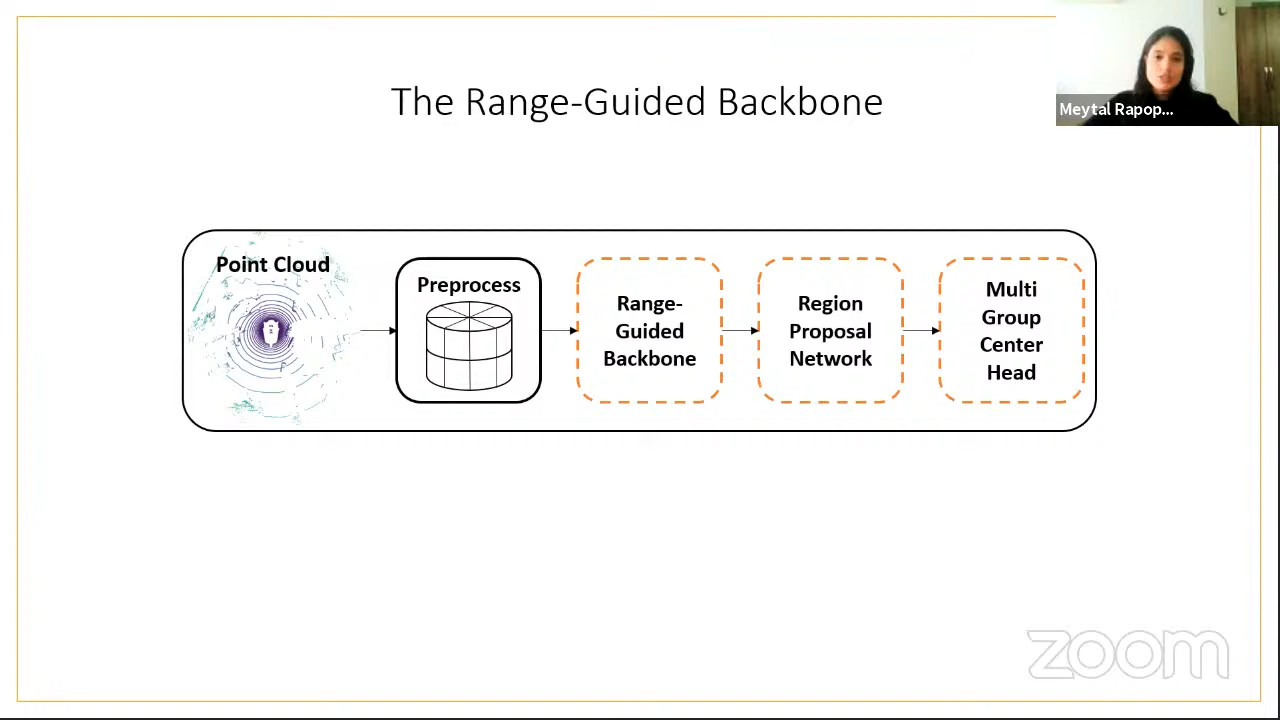 The Range-Guided Backbone
Meytal Rapop...
Point Cloud
Preprocess
Range-
Guided
Backbone
Region
Proposal
Network
Multi
Group
Center
Head
zoom